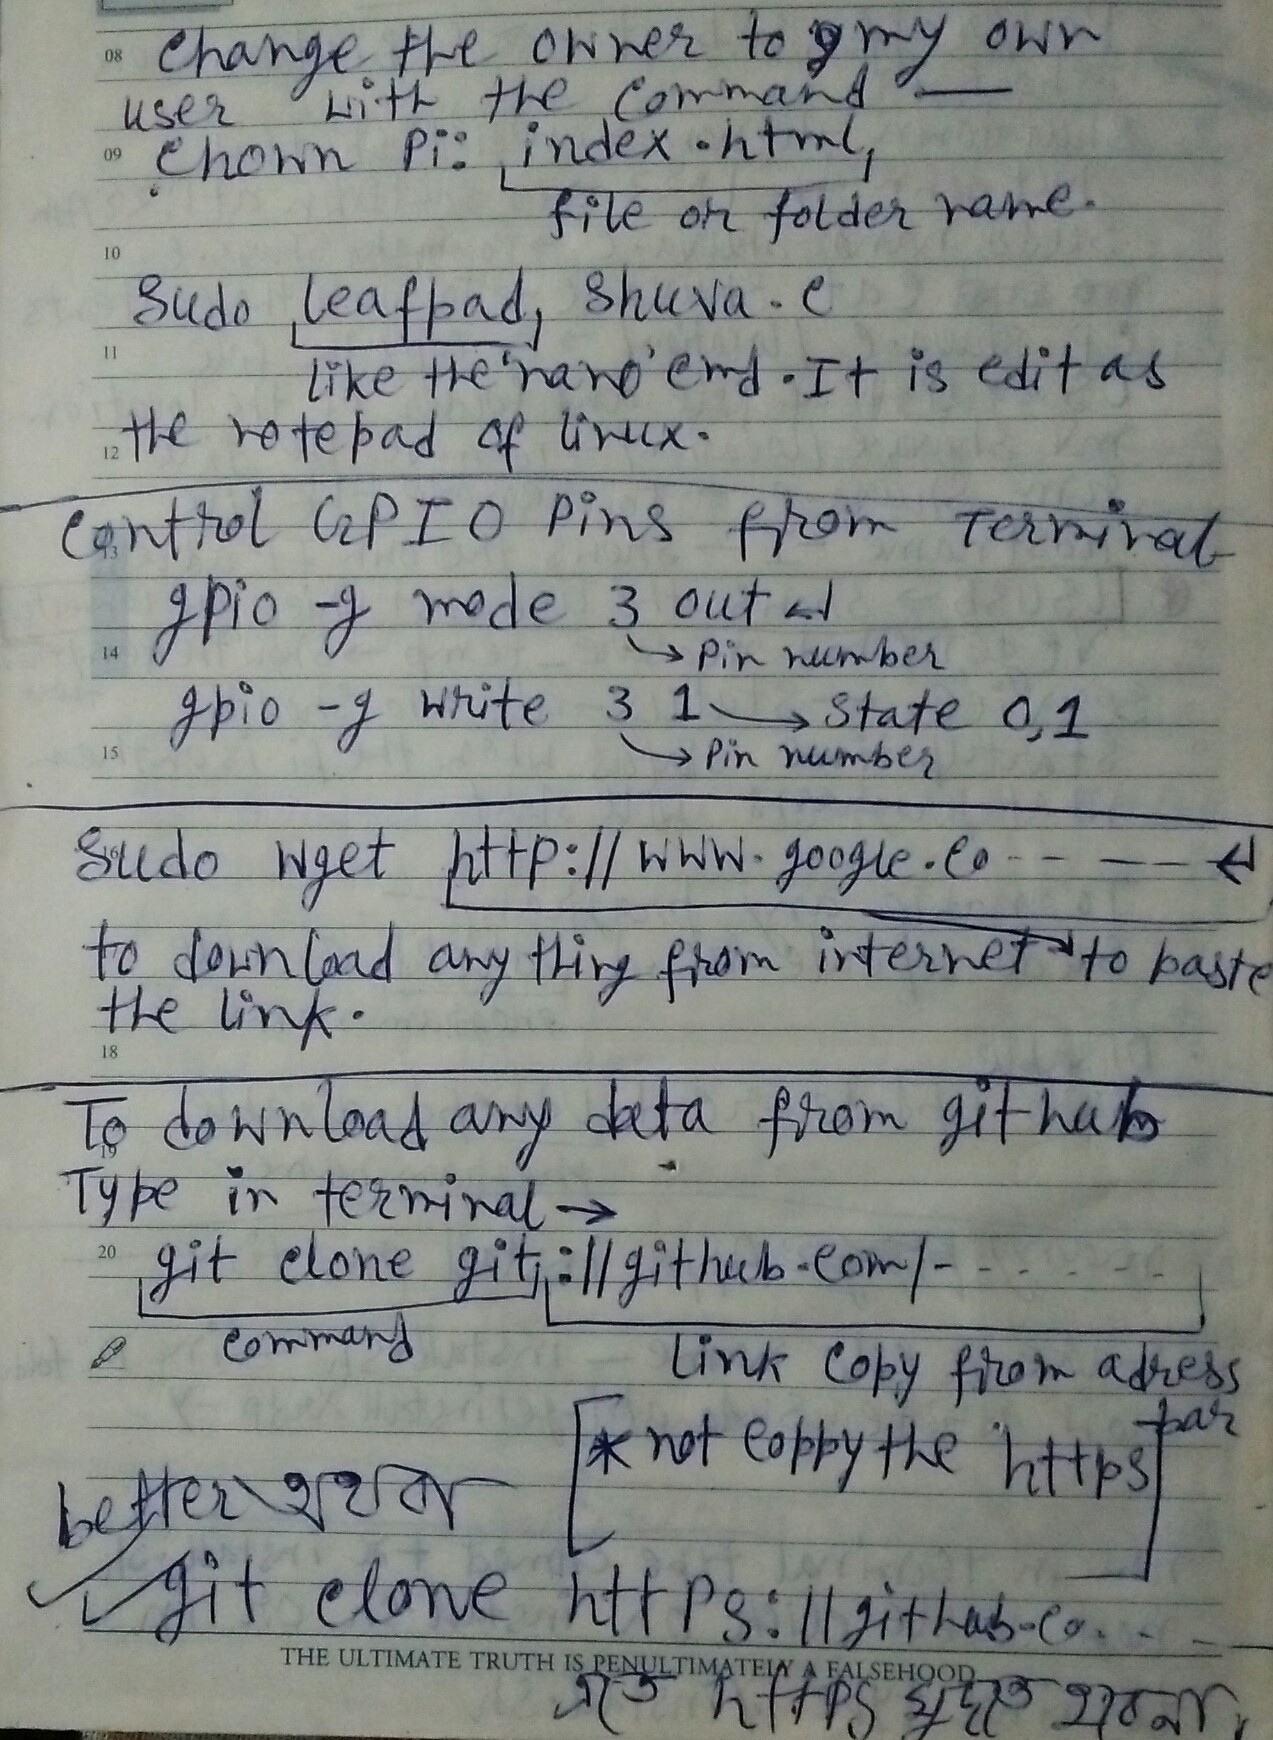 08 Change the owner to my own
user with the command —
09 Chown Pi: index.html,
file or folder name.
10
Sudo leafpad, Shuva.c
11
like the 'nano' cmd. It is edit as
12 the notepad of linux.
Control GPIO Pins from Terminal
13
gpio -g mode 3 out ↵
14 → Pin number
gpio -g write 3 1 → State 0,1
15 → Pin number
Sudo wget http://www.google.co-- — — — ↵
to download any thing from internet → to paste
the link.
18
To download any data from github
19
Type in terminal →
20 git clone git://github.com/- - - - - -
command
Link Copy from adress
bar
[* not coppy the https]
better
git clone https://github.co. - -
THE ULTIMATE TRUTH IS PENULTIMATELY A FALSEHOOD
https